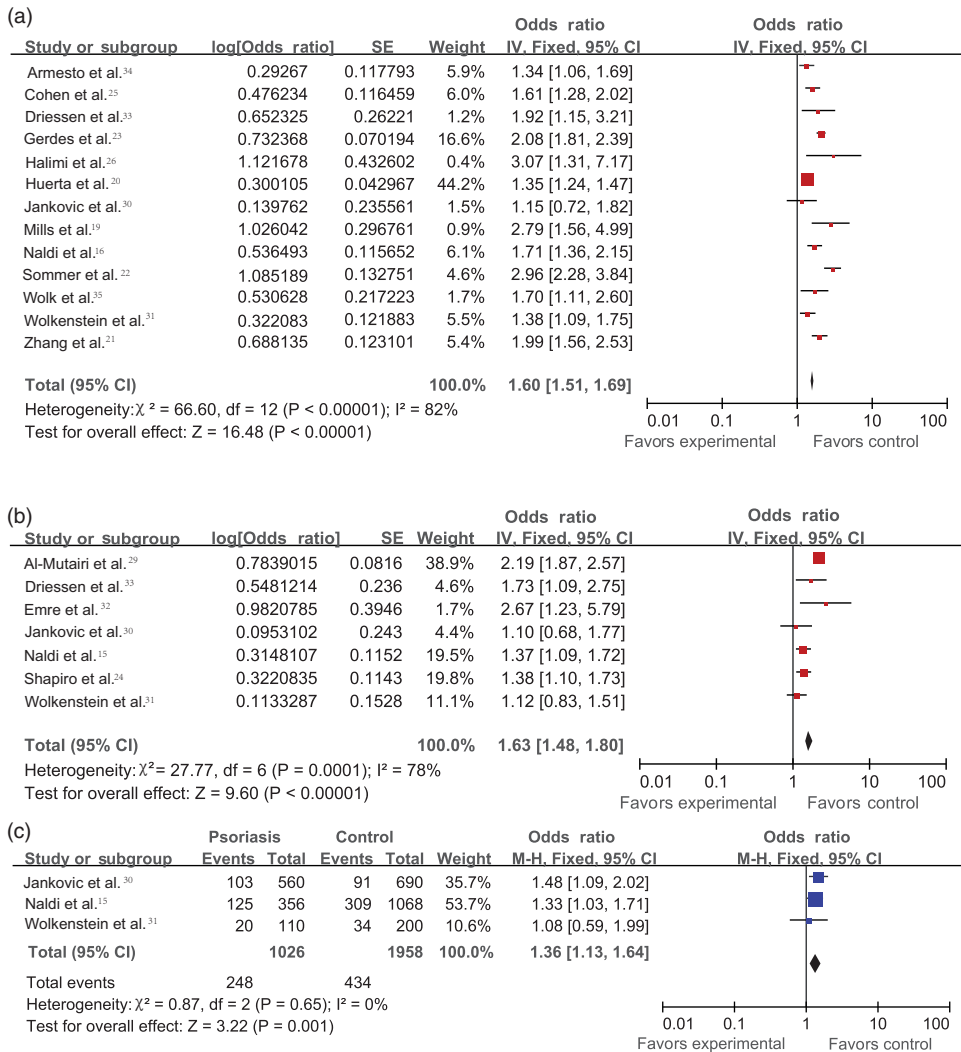 (a)
Odds ratio Odds ratio
Study or subgroup log[Odds ratio] SE Weight IV, Fixed, 95% CI IV, Fixed, 95% CI
Armesto et al.34 0.29267 0.117793 5.9% 1.34 [1.06, 1.69]
Cohen et al.25 0.476234 0.116459 6.0% 1.61 [1.28, 2.02]
Driessen et al.33 0.652325 0.26221 1.2% 1.92 [1.15, 3.21]
Gerdes et al.23 0.732368 0.070194 16.6% 2.08 [1.81, 2.39]
Halimi et al.26 1.121678 0.432602 0.4% 3.07 [1.31, 7.17]
Huerta et al.20 0.300105 0.042967 44.2% 1.35 [1.24, 1.47]
Jankovic et al.30 0.139762 0.235561 1.5% 1.15 [0.72, 1.82]
Mills et al.19 1.026042 0.296761 0.9% 2.79 [1.56, 4.99]
Naldi et al.16 0.536493 0.115652 6.1% 1.71 [1.36, 2.15]
Sommer et al.22 1.085189 0.132751 4.6% 2.96 [2.28, 3.84]
Wolk et al.35 0.530628 0.217223 1.7% 1.70 [1.11, 2.60]
Wolkenstein et al.31 0.322083 0.121883 5.5% 1.38 [1.09, 1.75]
Zhang et al.21 0.688135 0.123101 5.4% 1.99 [1.56, 2.53]
Total (95% CI) 100.0% 1.60 [1.51, 1.69]
Heterogeneity: χ² = 66.60, df = 12 (P < 0.00001); I² = 82%
Test for overall effect: Z = 16.48 (P < 0.00001)
0.01 0.1 1 10 100
Favors experimental Favors control
(b)
Odds ratio Odds ratio
Study or subgroup log[Odds ratio] SE Weight IV, Fixed, 95% CI IV, Fixed, 95% CI
Al-Mutairi et al.29 0.7839015 0.0816 38.9% 2.19 [1.87, 2.57]
Driessen et al.33 0.5481214 0.236 4.6% 1.73 [1.09, 2.75]
Emre et al.32 0.9820785 0.3946 1.7% 2.67 [1.23, 5.79]
Jankovic et al.30 0.0953102 0.243 4.4% 1.10 [0.68, 1.77]
Naldi et al.15 0.3148107 0.1152 19.5% 1.37 [1.09, 1.72]
Shapiro et al.24 0.3220835 0.1143 19.8% 1.38 [1.10, 1.73]
Wolkenstein et al.31 0.1133287 0.1528 11.1% 1.12 [0.83, 1.51]
Total (95% CI) 100.0% 1.63 [1.48, 1.80]
Heterogeneity: χ² = 27.77, df = 6 (P = 0.0001); I² = 78%
Test for overall effect: Z = 9.60 (P < 0.00001)
0.01 0.1 1 10 100
Favors experimental Favors control
(c)
Psoriasis Control Odds ratio Odds ratio
Study or subgroup Events Total Events Total Weight M-H, Fixed, 95% CI M-H, Fixed, 95% CI
Jankovic et al.30 103 560 91 690 35.7% 1.48 [1.09, 2.02]
Naldi et al.15 125 356 309 1068 53.7% 1.33 [1.03, 1.71]
Wolkenstein et al.31 20 110 34 200 10.6% 1.08 [0.59, 1.99]
Total (95% CI) 1026 1958 100.0% 1.36 [1.13, 1.64]
Total events 248 434
Heterogeneity: χ² = 0.87, df = 2 (P = 0.65); I² = 0%
Test for overall effect: Z = 3.22 (P = 0.001)
0.01 0.1 1 10 100
Favors experimental Favors control